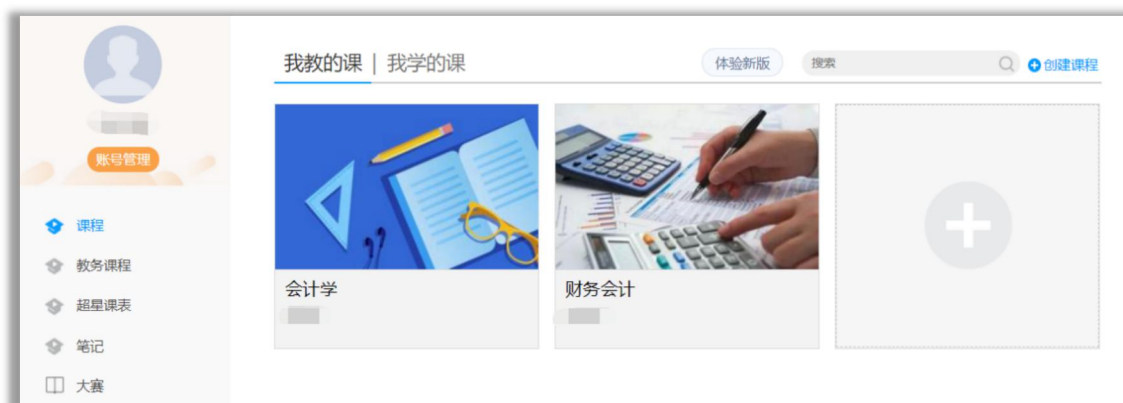 账号管理
课程
教务课程
超星课表
笔记
大赛
我教的课 | 我学的课
体验新版
搜索
创建课程
会计学
财务会计